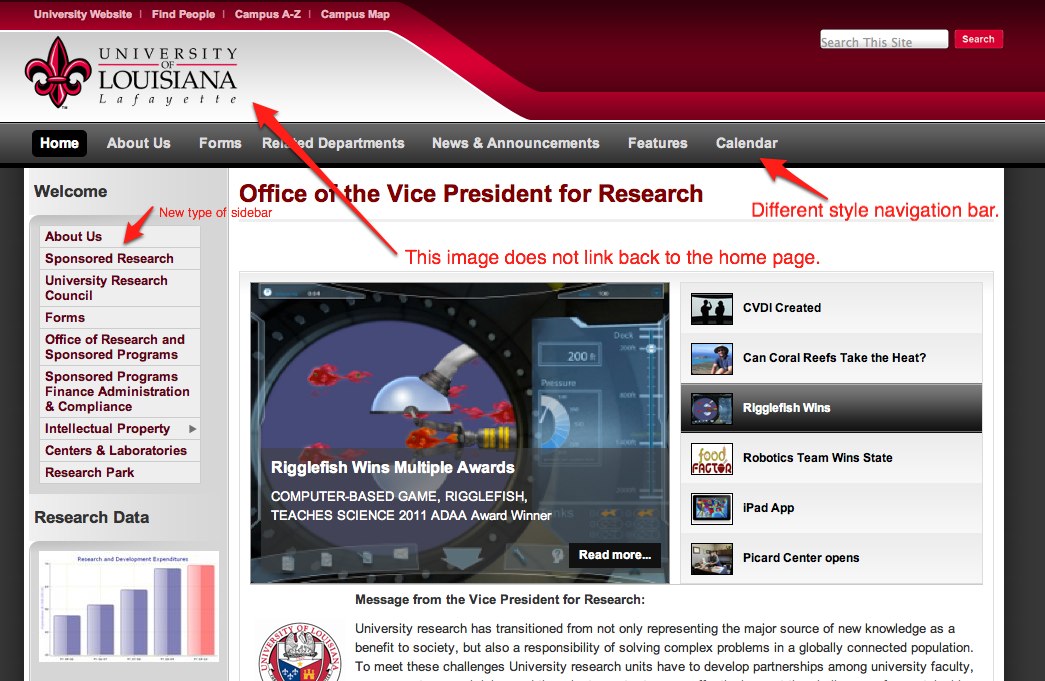 University Website | Find People | Campus A-Z | Campus Map
Search This Site
Search
UNIVERSITY
OF
LOUISIANA
Lafayette
TM
Home
About Us
Forms
Related Departments
News & Announcements
Features
Calendar
Welcome
Office of the Vice President for Research
New type of sidebar
Different style navigation bar.
This image does not link back to the home page.
About Us
Sponsored Research
University Research
Council
Forms
Office of Research and
Sponsored Programs
Sponsored Programs
Finance Administration
& Compliance
Intellectual Property
Centers & Laboratories
Research Park
Research Data
Research and Development Expenditures
Dock
200 ft
Pressure
Rigglefish Wins Multiple Awards
COMPUTER-BASED GAME, RIGGLEFISH,
TEACHES SCIENCE 2011 ADAA Award Winner
Read more...
CVDI Created
Can Coral Reefs Take the Heat?
Rigglefish Wins
food
FACTOR
Robotics Team Wins State
iPad App
Picard Center opens
Message from the Vice President for Research:
University research has transitioned from not only representing the major source of new knowledge as a
benefit to society, but also a responsibility of solving complex problems in a globally connected population.
To meet these challenges University research units have to develop partnerships among university faculty,
UNIVERSITY OF LOUISIANA